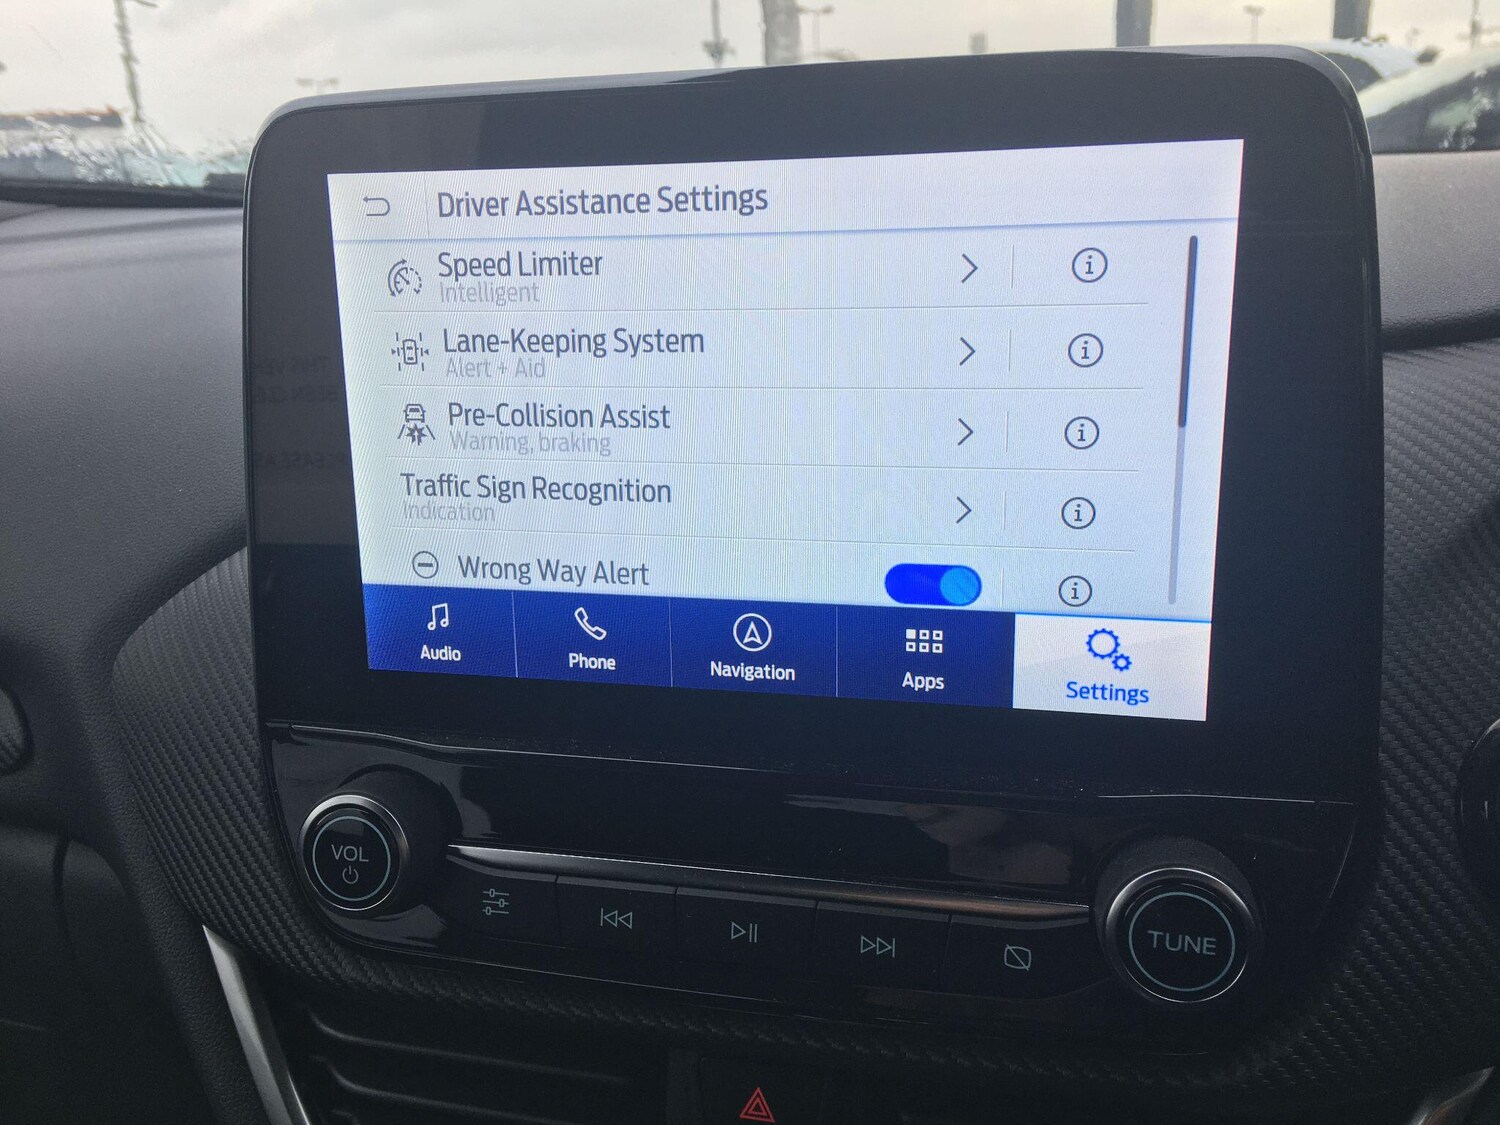 Driver Assistance Settings
Speed Limiter
Intelligent
Lane-Keeping System
Alert + Aid
Pre-Collision Assist
Warning, braking
Traffic Sign Recognition
Indication
Wrong Way Alert
Audio
Phone
Navigation
Apps
Settings
VOL
TUNE